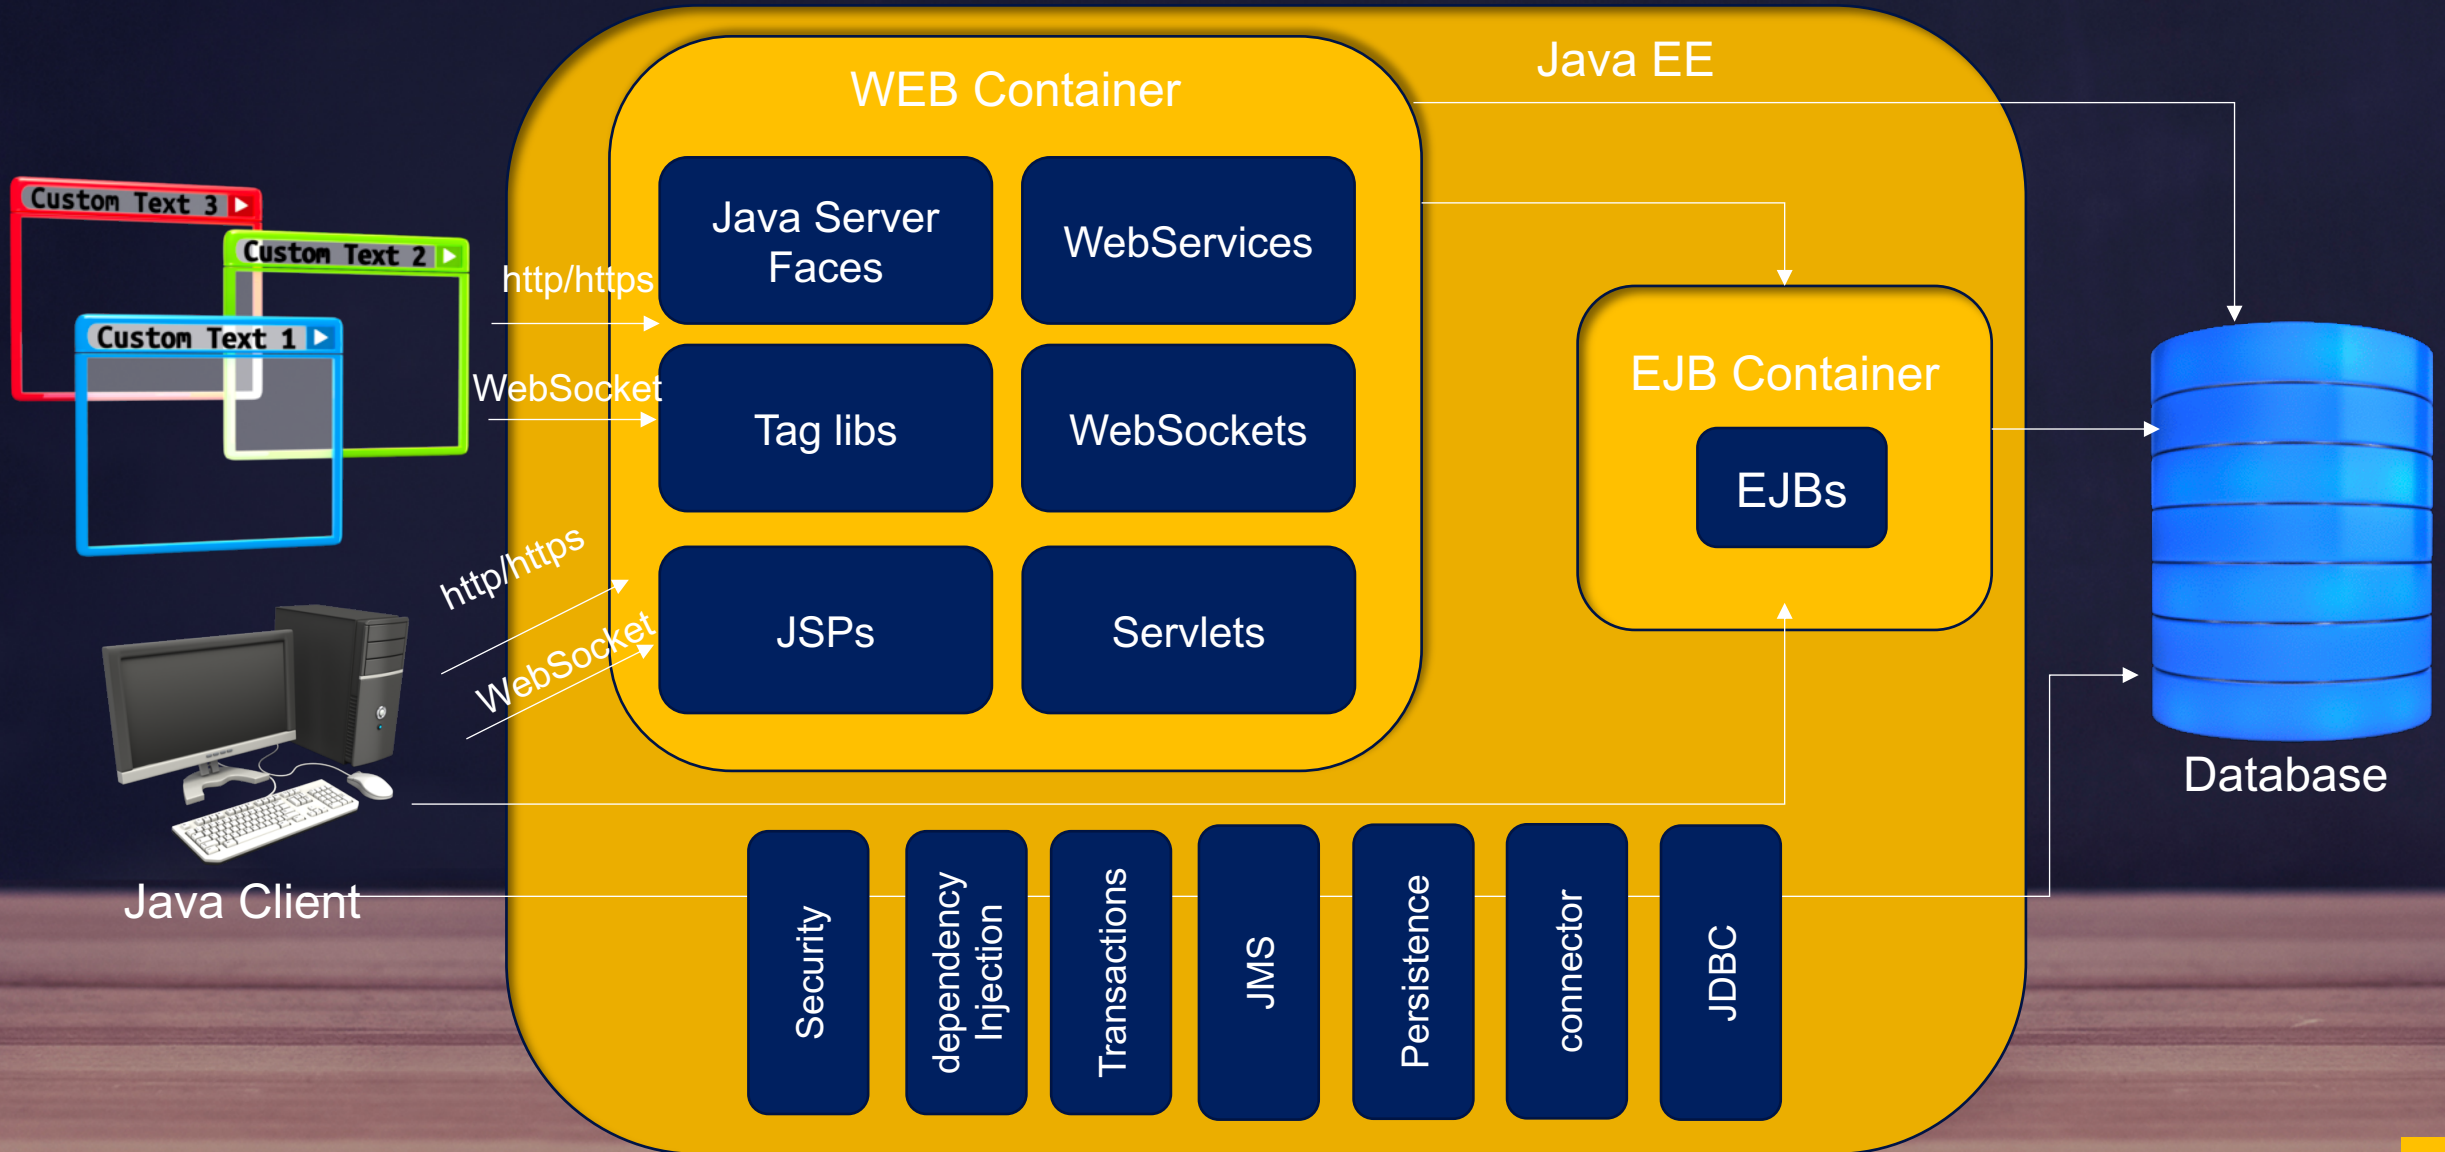 Java EE
WEB Container
Custom Text 3
Custom Text 2
Custom Text 1
http/https
WebSocket
Java Server
Faces
WebServices
Tag libs
WebSockets
JSPs
Servlets
EJB Container
EJBs
http/https
WebSocket
Database
Java Client
Security
dependency
Injection
Transactions
JMS
Persistence
connector
JDBC